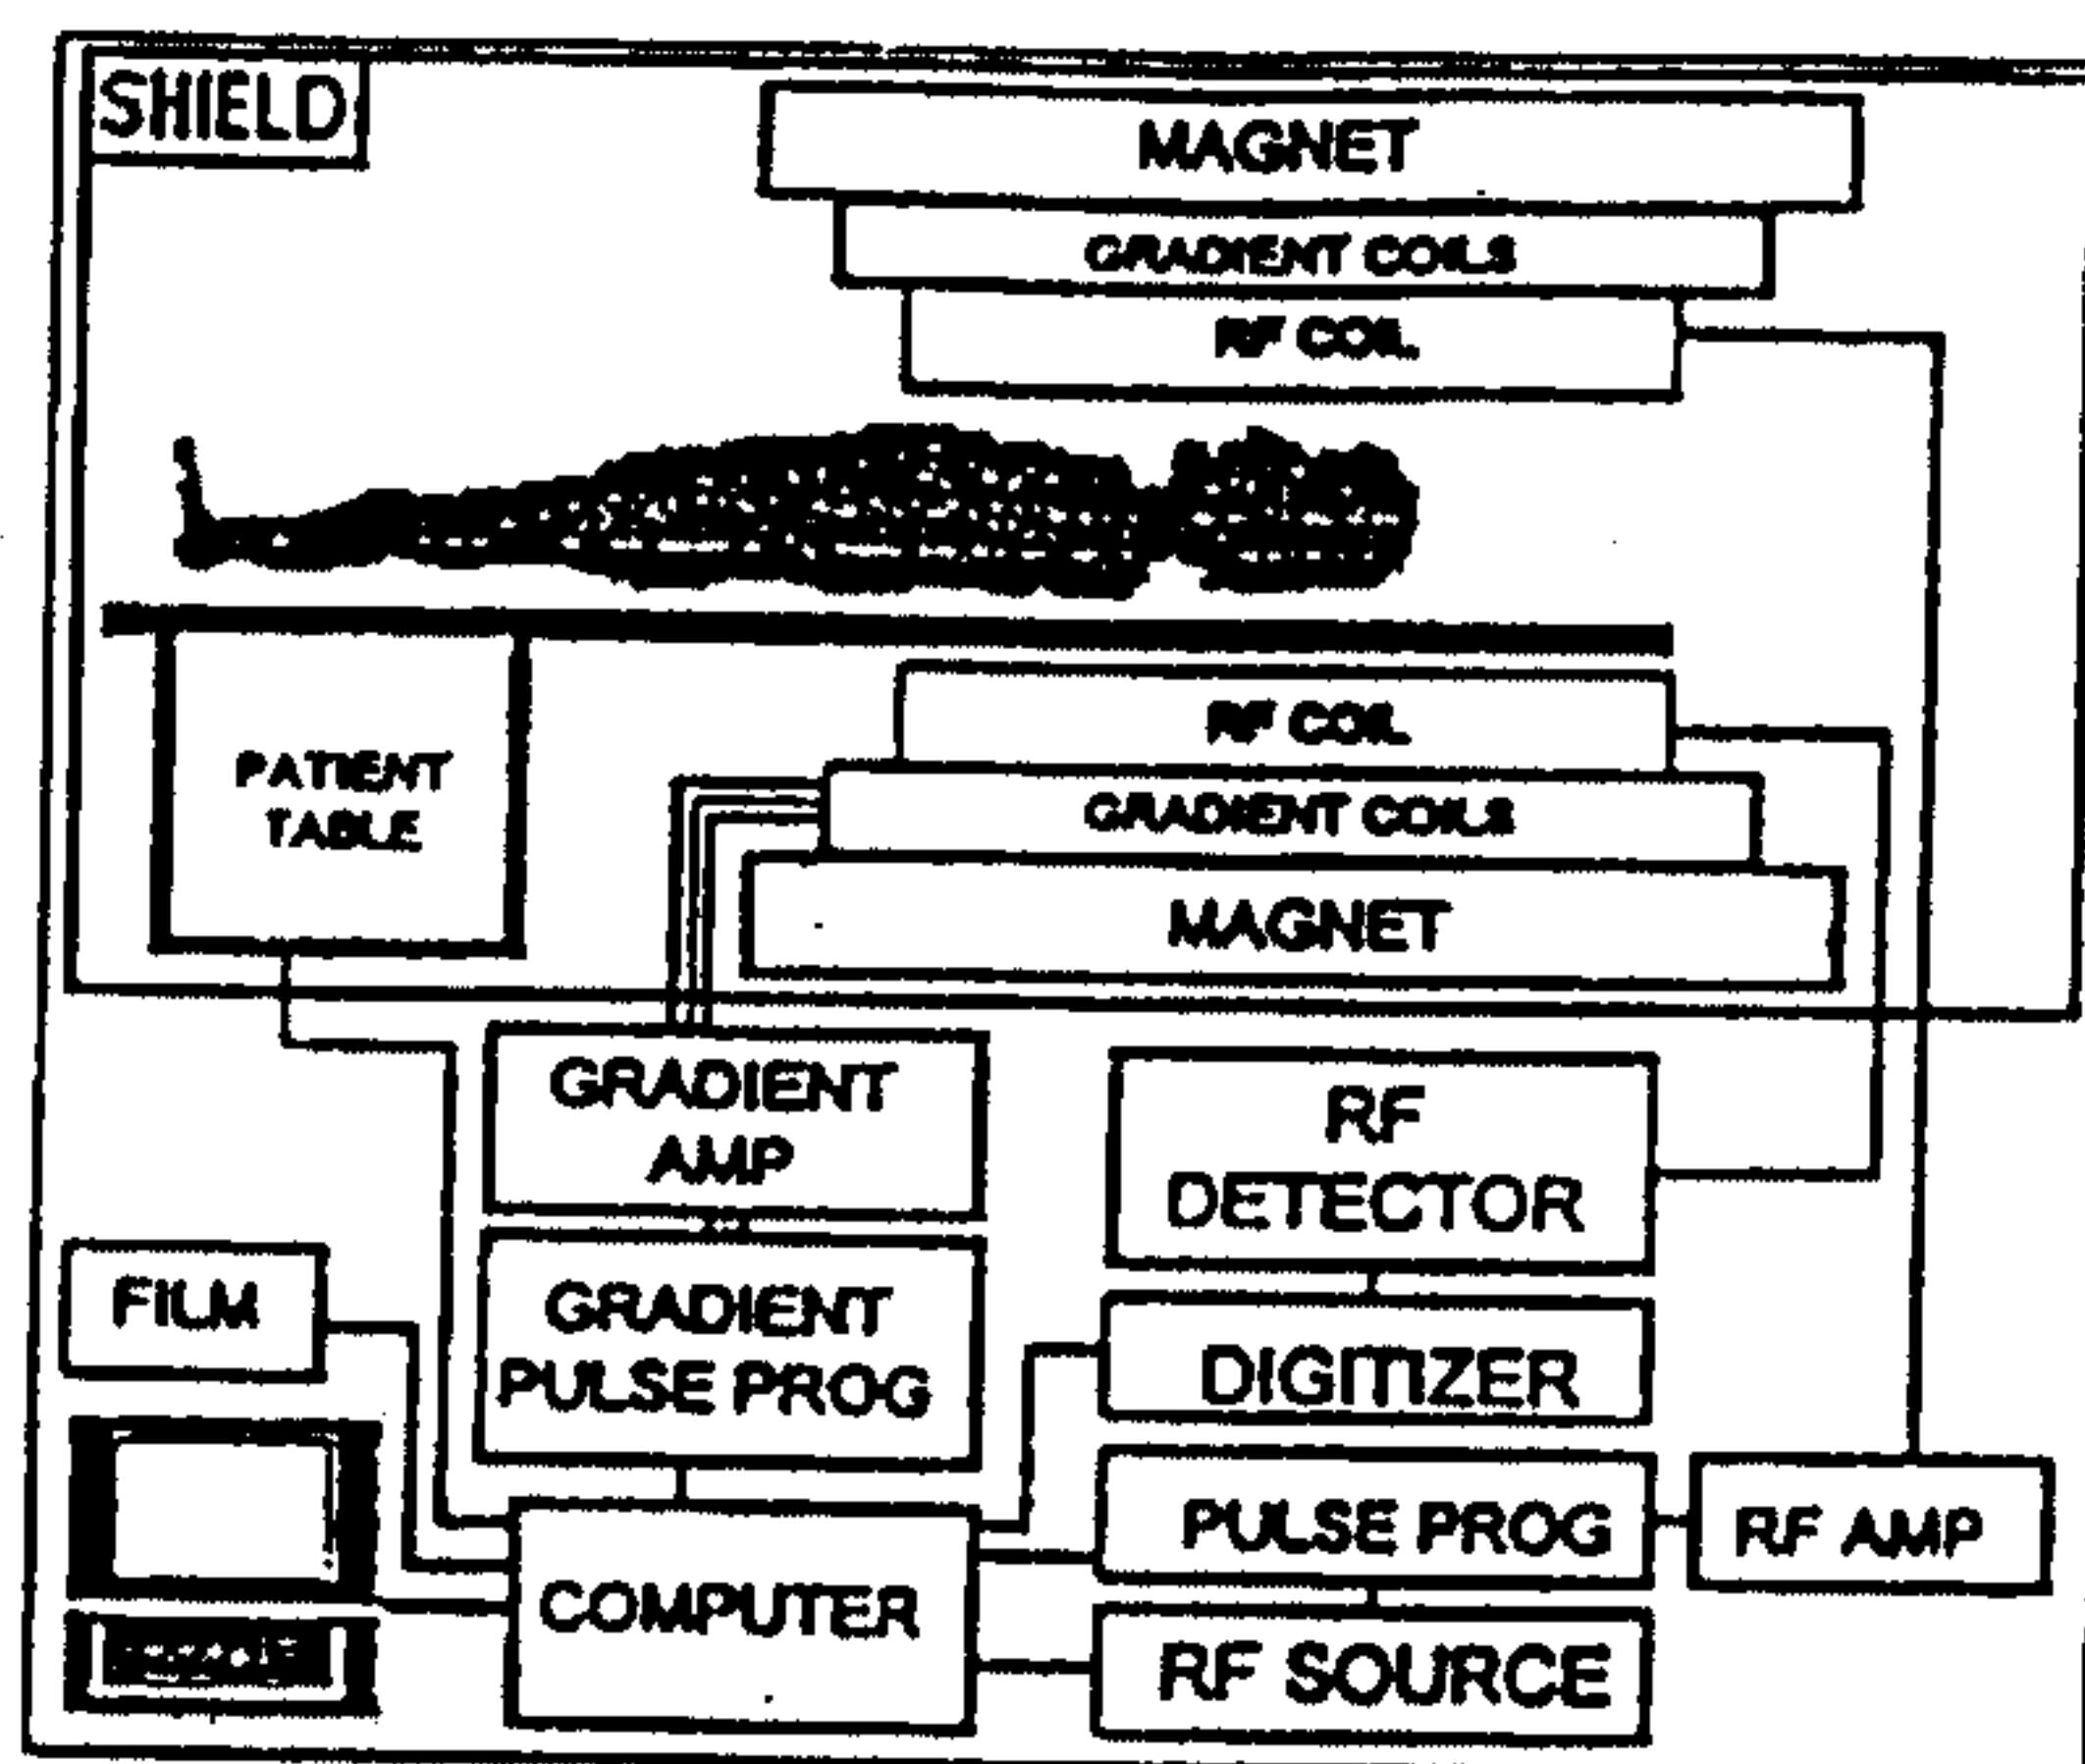 SHIELD
MAGNET
GRADIENT COILS
RF COIL
RF COIL
PATIENT
TABLE
GRADIENT COILS
MAGNET
GRADIENT
AMP
RF
DETECTOR
FILM
GRADIENT
PULSE PROG
DIGITIZER
PULSE PROG
RF AMP
COMPUTER
RF SOURCE